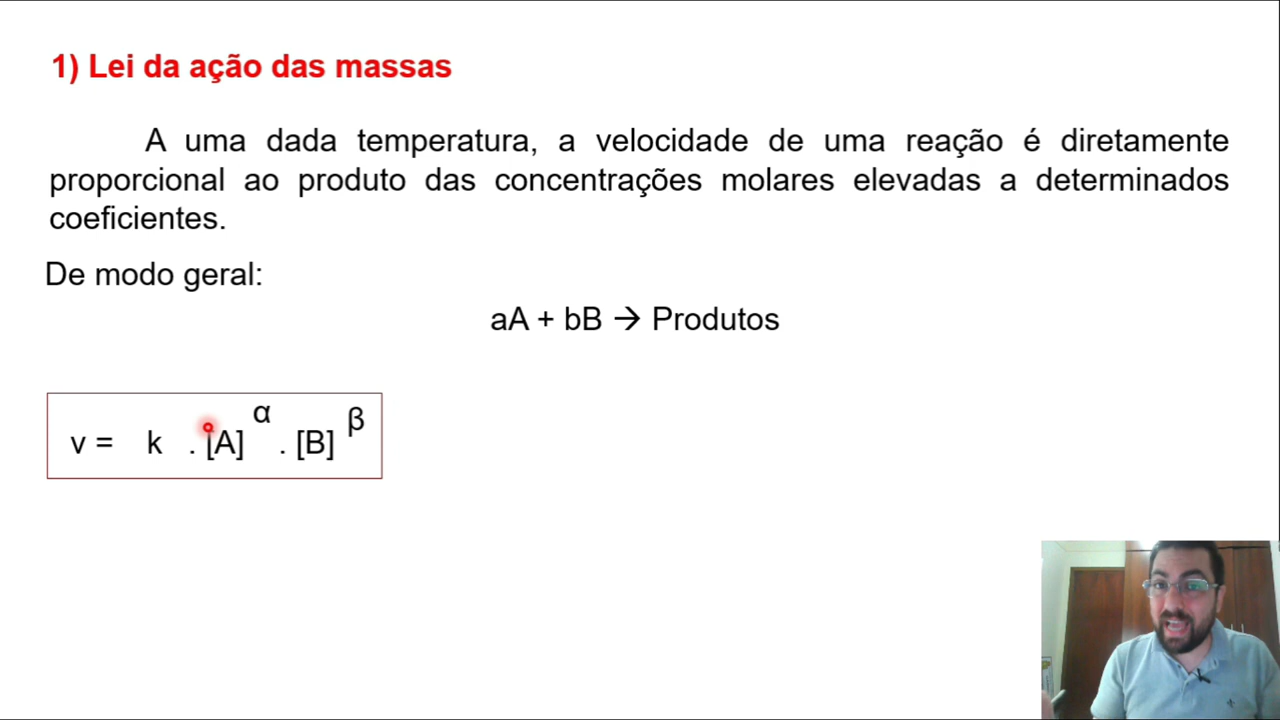 1) Lei da ação das massas
A uma dada temperatura, a velocidade de uma reação é diretamente
proporcional ao produto das concentrações molares elevadas a determinados
coeficientes.
De modo geral:
aA + bB → Produtos
v = k . [A] α . [B] β